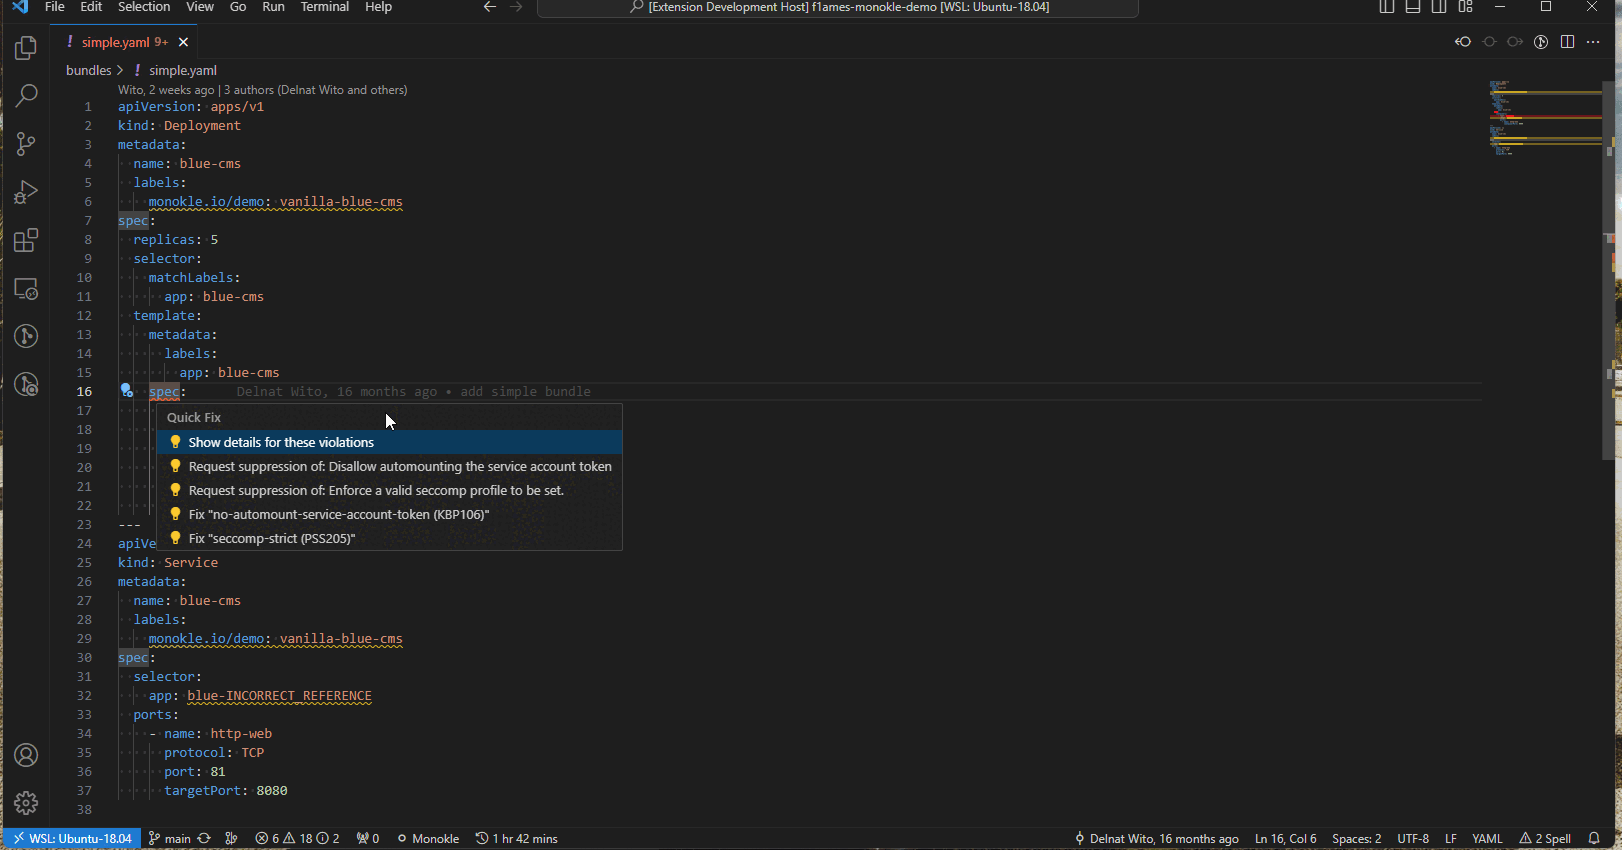 File Edit Selection View Go Run Terminal Help
[Extension Development Host] f1ames-monokle-demo [WSL: Ubuntu-18.04]
! simple.yaml 9+
bundles > ! simple.yaml
Wito, 2 weeks ago | 3 authors (Delnat Wito and others)
1 apiVersion: apps/v1
2 kind: Deployment
3 metadata:
4 name: blue-cms
5 labels:
6 monokle.io/demo: vanilla-blue-cms
7 spec:
8 replicas: 5
9 selector:
10 matchLabels:
11 app: blue-cms
12 template:
13 metadata:
14 labels:
15 app: blue-cms
16 spec: Delnat Wito, 16 months ago • add simple bundle
17
Quick Fix
18
Show details for these violations
19
Request suppression of: Disallow automounting the service account token
20
Request suppression of: Enforce a valid seccomp profile to be set.
21
Fix "no-automount-service-account-token (KBP106)"
22
Fix "seccomp-strict (PSS205)"
23 ---
24 apiVe
25 kind: Service
26 metadata:
27 name: blue-cms
28 labels:
29 monokle.io/demo: vanilla-blue-cms
30 spec:
31 selector:
32 app: blue-INCORRECT_REFERENCE
33 ports:
34 - name: http-web
35 protocol: TCP
36 port: 81
37 targetPort: 8080
38
WSL: Ubuntu-18.04 main 6 18 2 0 Monokle 1 hr 42 mins Delnat Wito, 16 months ago Ln 16, Col 6 Spaces: 2 UTF-8 LF YAML 2 Spell